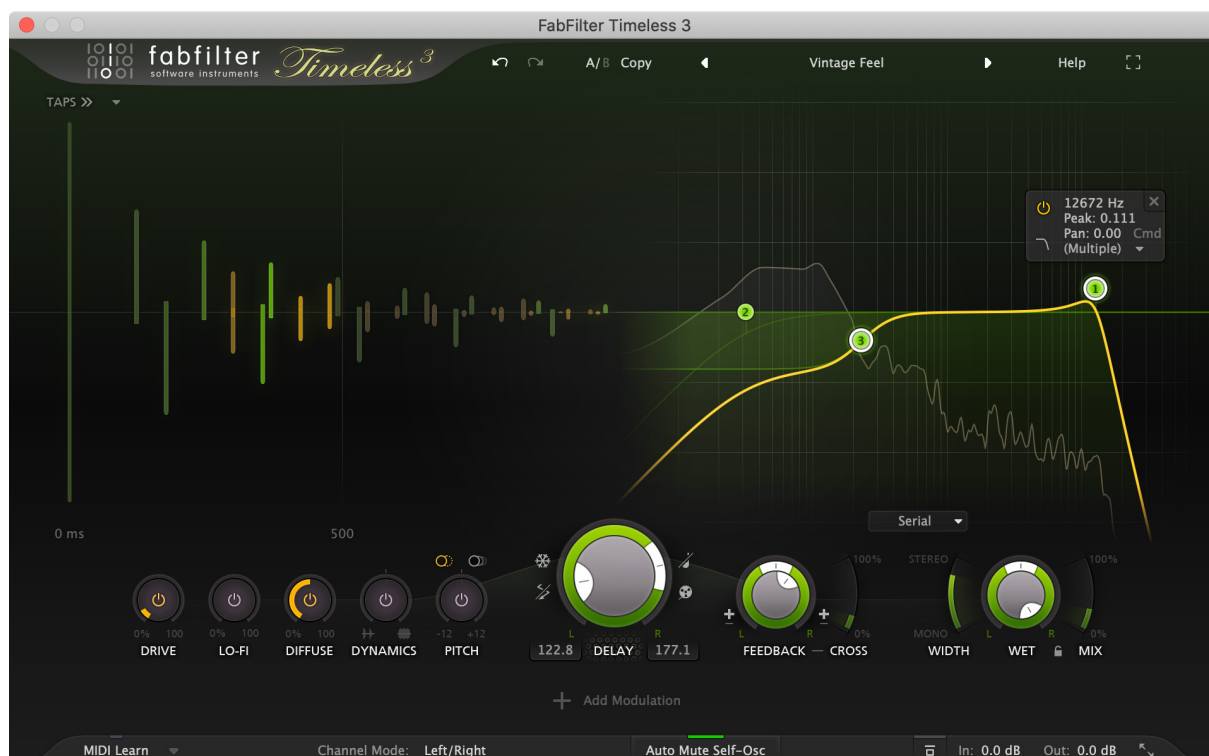 FabFilter Timeless 3
fabfilter
software instruments
Timeless 3
A/B Copy
Vintage Feel
Help
TAPS
12672 Hz
Peak: 0.111
Pan: 0.00 Cmd
(Multiple)
1
2
3
0 ms 500
Serial
100% STEREO 100%
0% 100 0% 100 0% 100 -12 +12
L R L R 0% MONO L R 0%
DRIVE LO-FI DIFFUSE DYNAMICS PITCH 122.8 DELAY 177.1 FEEDBACK — CROSS WIDTH WET MIX
+ Add Modulation
MIDI Learn Channel Mode: Left/Right Auto Mute Self-Osc In: 0.0 dB Out: 0.0 dB